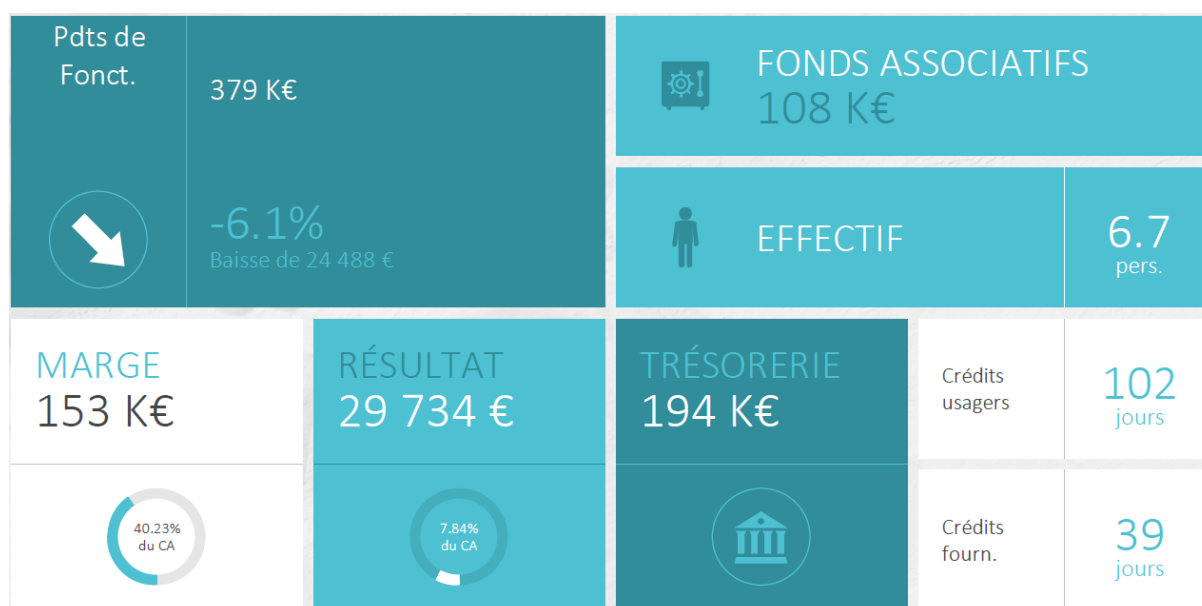 Pdts de
Fonct.
379 K€
-6.1%
Baisse de 24 488 €
FONDS ASSOCIATIFS
108 K€
EFFECTIF
6.7
pers.
MARGE
153 K€
40.23%
du CA
RÉSULTAT
29 734 €
7.84%
du CA
TRÉSORERIE
194 K€
Crédits
usagers
102
jours
Crédits
fourn.
39
jours